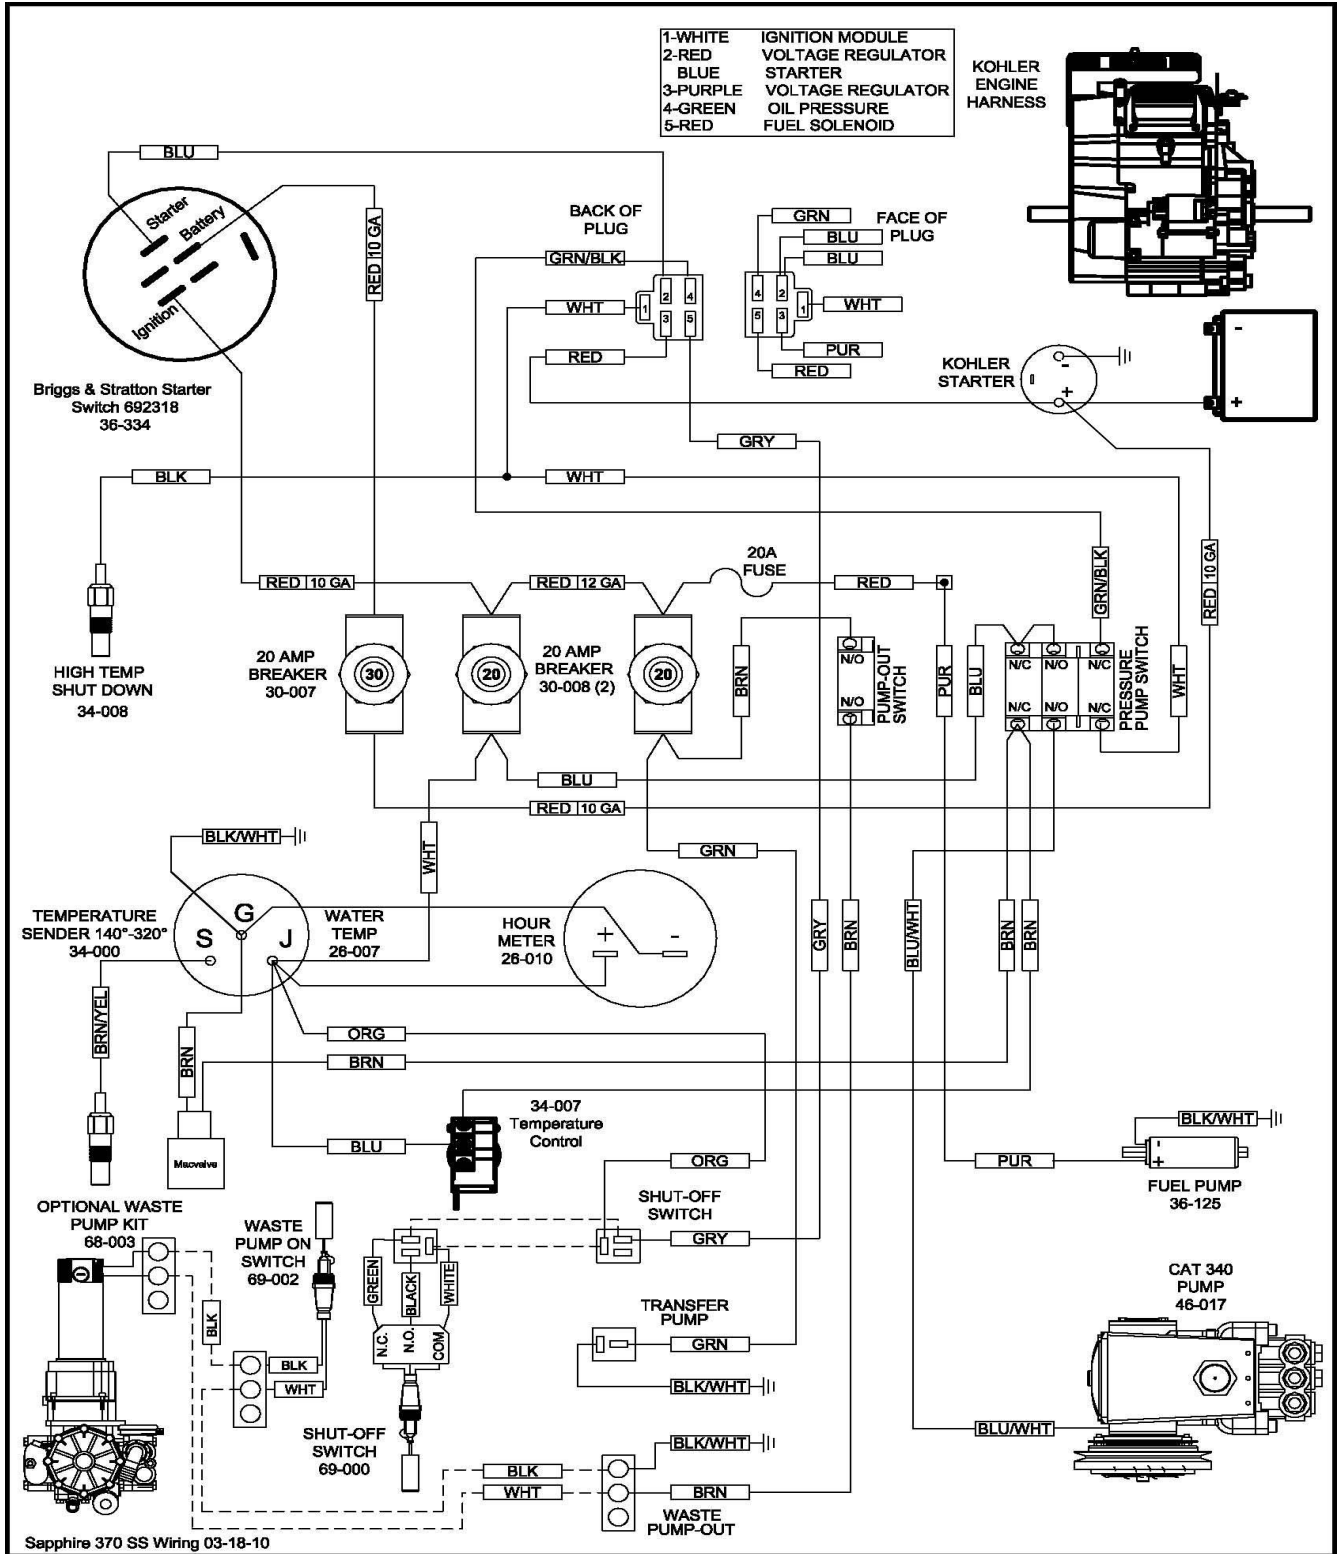 1-WHITE IGNITION MODULE
2-RED VOLTAGE REGULATOR
BLUE STARTER
3-PURPLE VOLTAGE REGULATOR
4-GREEN OIL PRESSURE
5-RED FUEL SOLENOID
KOHLER
ENGINE
HARNESS
BLU
Starter
Battery
Ignition
RED 10 GA
Briggs & Stratton Starter
Switch 692318
36-334
BACK OF
PLUG
GRN/BLK
WHT
RED
1
2
4
3
5
GRN
BLU
BLU
FACE OF
PLUG
WHT
PUR
RED
4
2
5
3
1
KOHLER
STARTER
-
+
I
-
+
GRY
BLK
WHT
HIGH TEMP
SHUT DOWN
34-008
RED 10 GA
RED 12 GA
20A
FUSE
RED
GRN/BLK
RED 10 GA
20 AMP
BREAKER
30-007
30
20
20 AMP
BREAKER
30-008 (2)
20
BRN
N/O
N/O
PUMP-OUT
SWITCH
PUR
BLU
N/C
N/O
N/C
N/C
N/O
N/C
PRESSURE
PUMP SWITCH
WHT
BLU
RED 10 GA
BLK/WHT
WHT
GRN
TEMPERATURE
SENDER 140°-320°
34-000
G
S
J
WATER
TEMP
26-007
HOUR
METER
26-010
+
-
GRY
BRN
BLU/WHT
BRN
BRN
BRN/YEL
BRN
ORG
BRN
Macvalve
BLU
34-007
Temperature
Control
ORG
BLK/WHT
-
+
PUR
FUEL PUMP
36-125
OPTIONAL WASTE
PUMP KIT
68-003
WASTE
PUMP ON
SWITCH
69-002
SHUT-OFF
SWITCH
GRY
GREEN
BLACK
WHITE
N.C.
N.O.
COM
BLK
BLK
WHT
SHUT-OFF
SWITCH
69-000
TRANSFER
PUMP
GRN
BLK/WHT
CAT 340
PUMP
46-017
BLU/WHT
BLK/WHT
BLK
WHT
BRN
WASTE
PUMP-OUT
Sapphire 370 SS Wiring 03-18-10